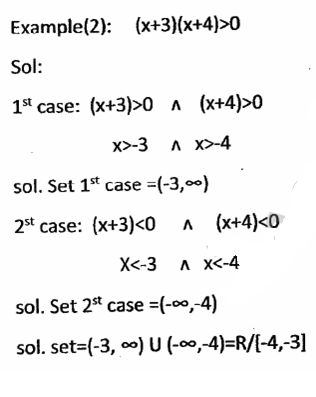 Example(2): (x+3)(x+4)>0
Sol:
1st case: (x+3)>0 ∧ (x+4)>0
x>-3 ∧ x>-4
sol. Set 1st case =(-3,∞)
2st case: (x+3)<0 ∧ (x+4)<0
X<-3 ∧ x<-4
sol. Set 2st case =(-∞,-4)
sol. set=(-3, ∞) U (-∞,-4)=R/[-4,-3]